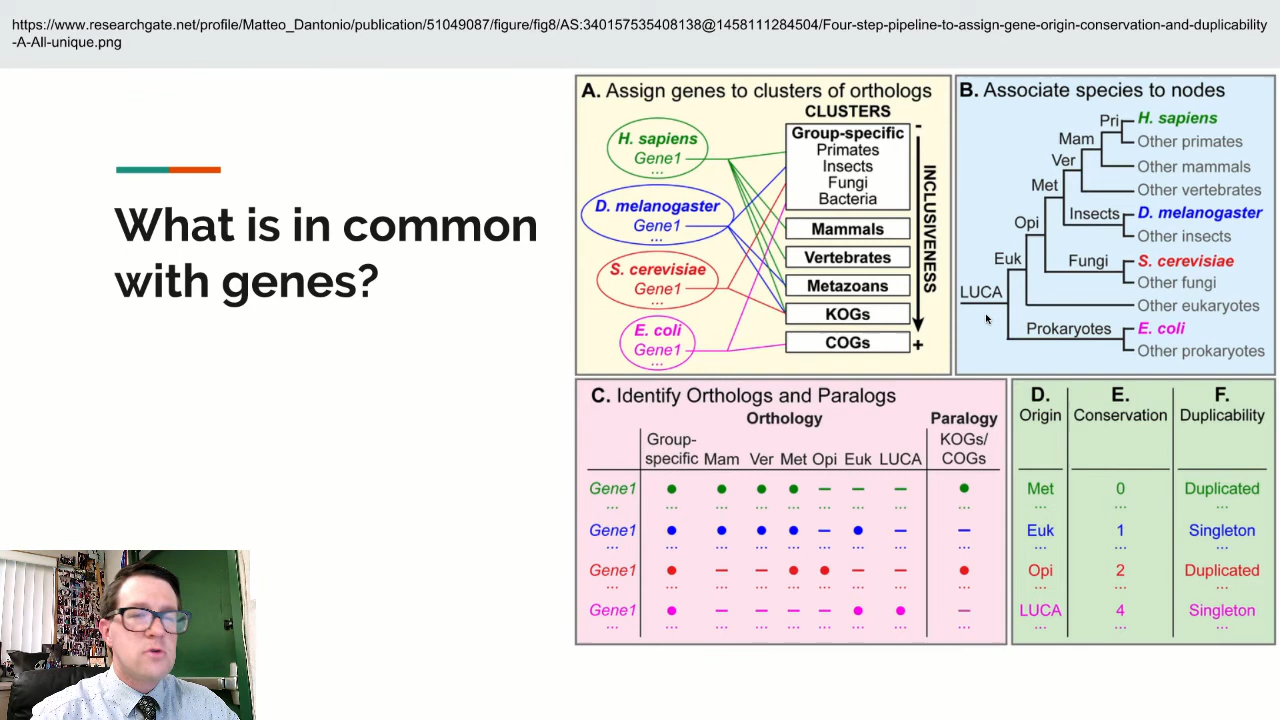 https://www.researchgate.net/profile/Matteo_Dantonio/publication/51049087/figure/fig8/AS:340157535408138@1458111284504/Four-step-pipeline-to-assign-gene-origin-conservation-and-duplicability
-A-All-unique.png
What is in common
with genes?
A. Assign genes to clusters of orthologs
CLUSTERS
H. sapiens
Gene1
...
D. melanogaster
Gene1
...
S. cerevisiae
Gene1
...
E. coli
Gene1
...
Group-specific
Primates
Insects
Fungi
Bacteria
Mammals
Vertebrates
Metazoans
KOGs
COGs
-
INCLUSIVENESS
+
B. Associate species to nodes
LUCA
Euk
Opi
Met
Ver
Mam
Pri
H. sapiens
Other primates
Other mammals
Other vertebrates
Insects
D. melanogaster
Other insects
Fungi
S. cerevisiae
Other fungi
Other eukaryotes
Prokaryotes
E. coli
Other prokaryotes
C. Identify Orthologs and Paralogs
Orthology Paralogy
Group- KOGs/
specific Mam Ver Met Opi Euk LUCA COGs
Gene1 ● ● ● ● – – – ●
... ... ... ... ... ... ... ... ...
Gene1 ● ● ● ● – ● – –
... ... ... ... ... ... ... ... ...
Gene1 ● – – ● ● – – ●
... ... ... ... ... ... ... ... ...
Gene1 ● – – – – ● ● –
... ... ... ... ... ... ... ... ...
D. E. F.
Origin Conservation Duplicability
Met 0 Duplicated
... ... ...
Euk 1 Singleton
... ... ...
Opi 2 Duplicated
... ... ...
LUCA 4 Singleton
... ... ...